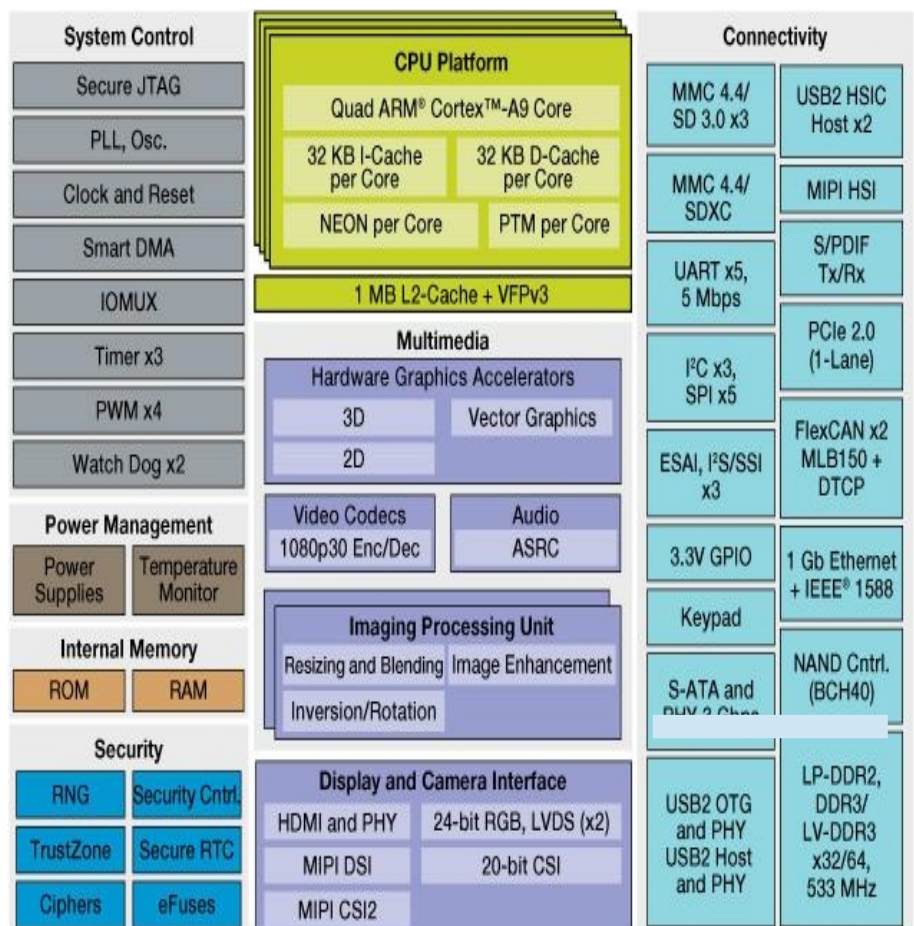 System Control
Secure JTAG
PLL, Osc.
Clock and Reset
Smart DMA
IOMUX
Timer x3
PWM x4
Watch Dog x2
Power Management
Power
Supplies
Temperature
Monitor
Internal Memory
ROM
RAM
Security
RNG
Security Cntrl.
TrustZone
Secure RTC
Ciphers
eFuses
CPU Platform
Quad ARM® Cortex™-A9 Core
32 KB I-Cache
per Core
32 KB D-Cache
per Core
NEON per Core
PTM per Core
1 MB L2-Cache + VFPv3
Multimedia
Hardware Graphics Accelerators
3D
Vector Graphics
2D
Video Codecs
1080p30 Enc/Dec
Audio
ASRC
Imaging Processing Unit
Resizing and Blending
Image Enhancement
Inversion/Rotation
Display and Camera Interface
HDMI and PHY
24-bit RGB, LVDS (x2)
MIPI DSI
20-bit CSI
MIPI CSI2
Connectivity
MMC 4.4/
SD 3.0 x3
MMC 4.4/
SDXC
UART x5,
5 Mbps
I²C x3,
SPI x5
ESAI, I²S/SSI
x3
3.3V GPIO
Keypad
S-ATA and
PHY 3 Gbps
USB2 OTG
and PHY
USB2 Host
and PHY
USB2 HSIC
Host x2
MIPI HSI
S/PDIF
Tx/Rx
PCIe 2.0
(1-Lane)
FlexCAN x2
MLB150 +
DTCP
1 Gb Ethernet
+ IEEE® 1588
NAND Cntrl.
(BCH40)
LP-DDR2,
DDR3/
LV-DDR3
x32/64,
533 MHz